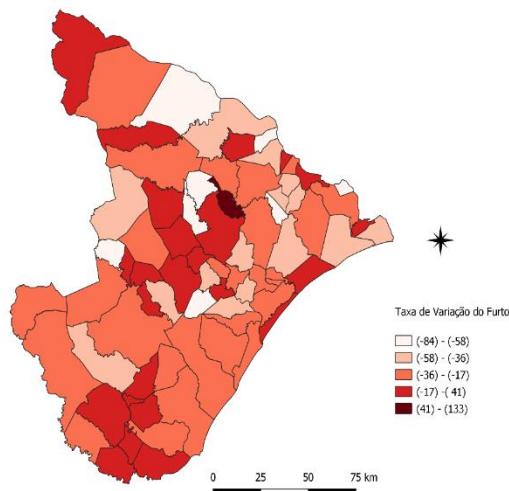 Taxa de Variação do Furto
(-84) - (-58)
(-58) - (-36)
(-36) - (-17)
(-17) -( 41)
(41) - (133)
0 25 50 75 km